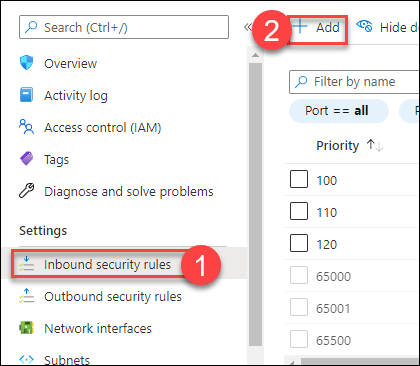 Search (Ctrl+/)
«
2
+ Add
Hide de
Overview
Activity log
Access control (IAM)
Tags
Diagnose and solve problems
Settings
Inbound security rules
1
Outbound security rules
Network interfaces
Subnets
Filter by name
Port == all
Priority ↑↓
100
110
120
65000
65001
65500